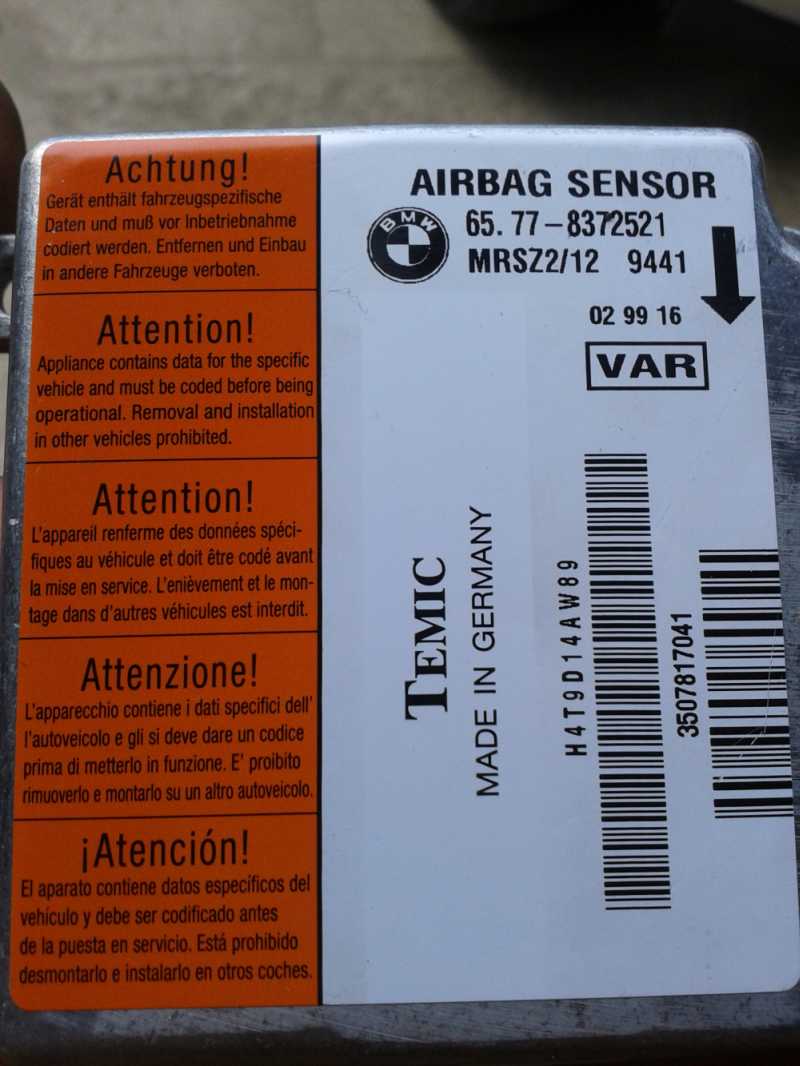 Achtung!
Gerät enthält fahrzeugspezifische
Daten und muß vor Inbetriebnahme
codiert werden. Entfernen und Einbau
in andere Fahrzeuge verboten.
Attention!
Appliance contains data for the specific
vehicle and must be coded before being
operational. Removal and installation
in other vehicles prohibited.
Attention!
L'appareil renferme des données spéci-
fiques au véhicule et doit être codé avant
la mise en service. L'enièvement et le mon-
tage dans d'autres véhicules est interdit.
Attenzione!
L'apparecchio contiene i dati specifici dell'
l'autoveicolo e gli si deve dare un codice
prima di metterlo in funzione. E' proibito
rimuoverlo e montarlo su un altro autoveicolo.
¡Atención!
El aparato contiene datos específicos del
vehículo y debe ser codificado antes
de la puesta en servicio. Está prohibido
desmontarlo e instalarlo en otros coches.
AIRBAG SENSOR
BMW
65. 77-8372521
MRSZ2/12 9441
02 99 16
VAR
TEMIC
MADE IN GERMANY
H4T9D14AW89
3507817041